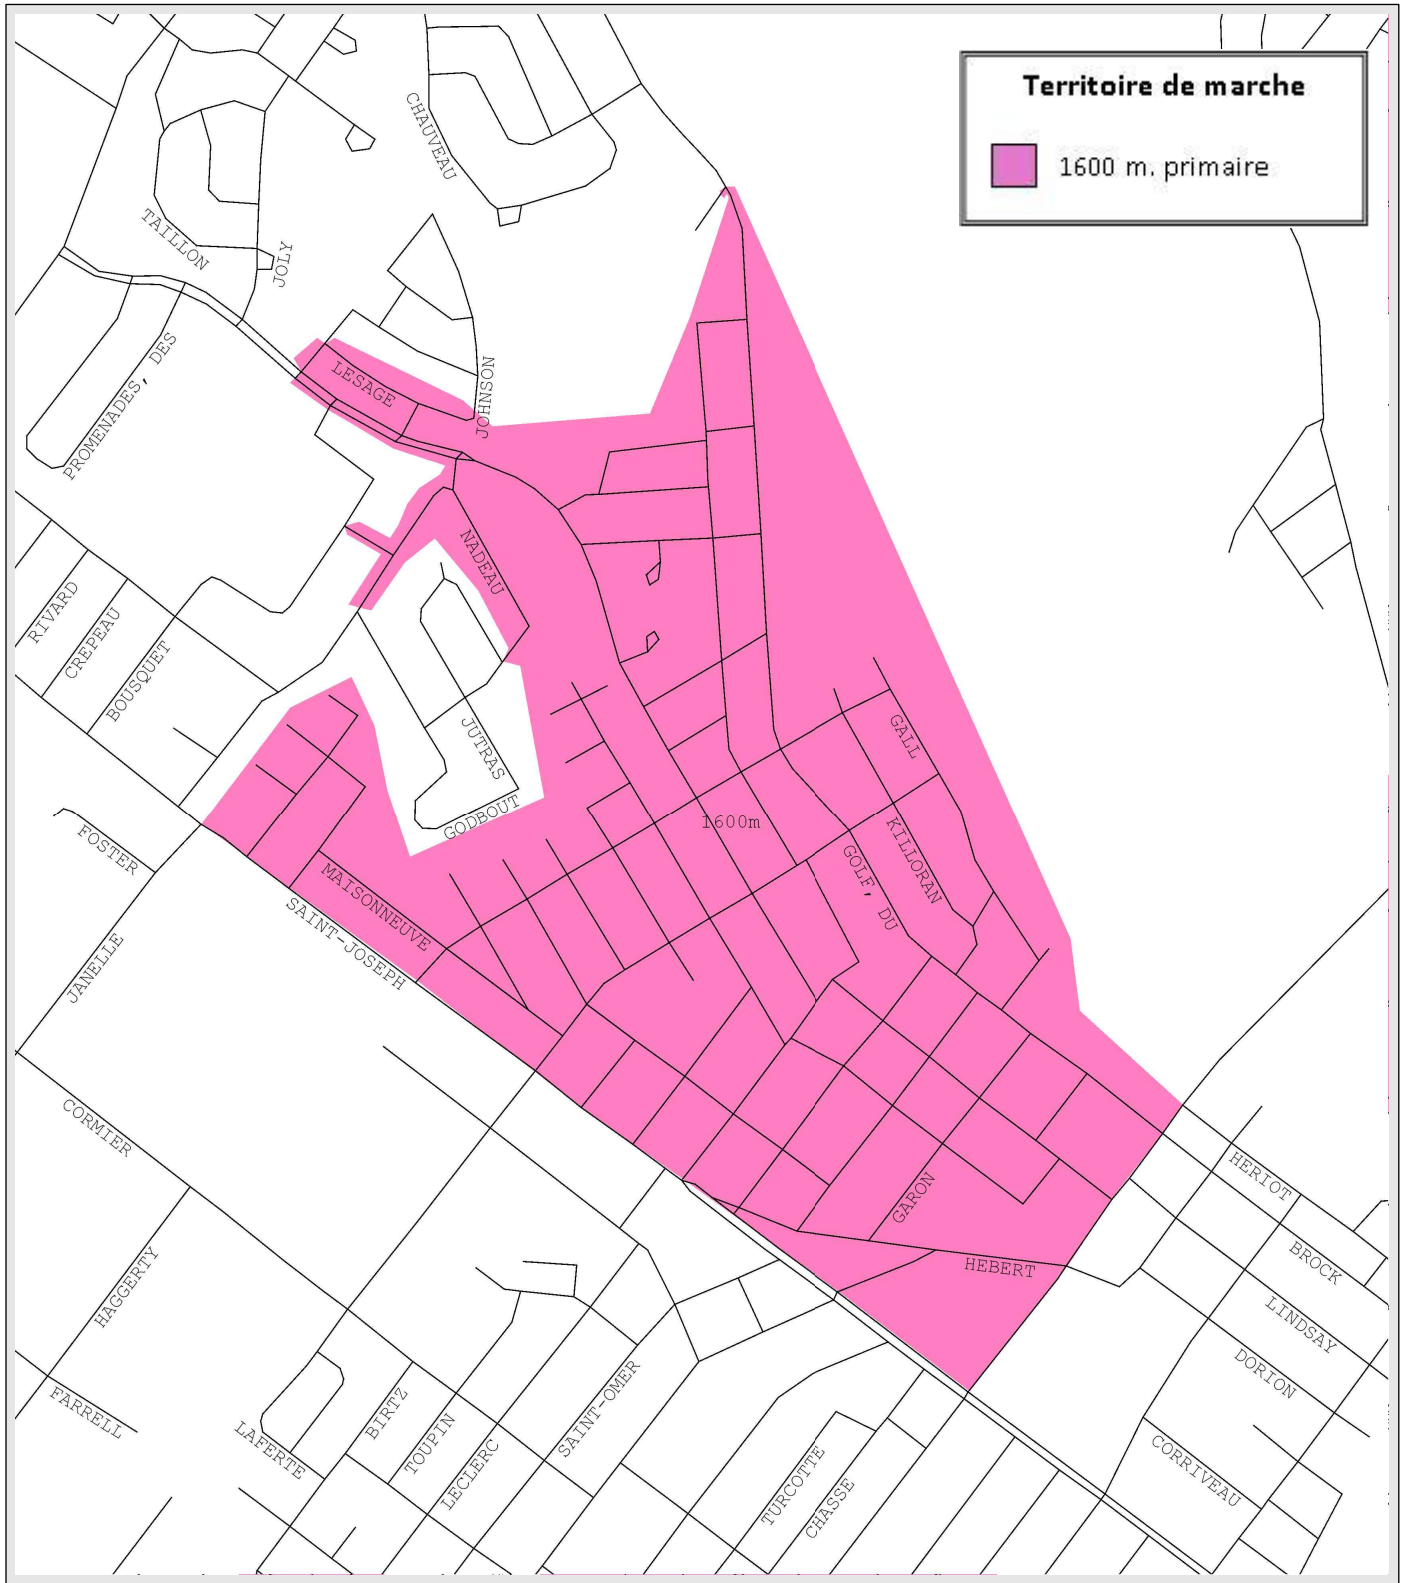 Territoire de marche
1600 m. primaire
CHAUVEAU
TAILLON
JOLY
PROMENADES, DES
LESAGE
JOHNSON
NADEAU
RIVARD
CREPEAU
BOUSQUET
JUTRAS
GODBOUT
GALL
1600m
KILLORAN
GOLF, DU
FOSTER
MAISONNEUVE
SAINT-JOSEPH
JANELLE
CORMIER
HERIOT
GARON
BROCK
HEBERT
HAGGERTY
LINDSAY
DORION
FARRELL
BIRTZ
SAINT-OMER
TOUPIN
LAFERTE
LECLERC
TURCOTTE
CHASSE
CORRIVEAU